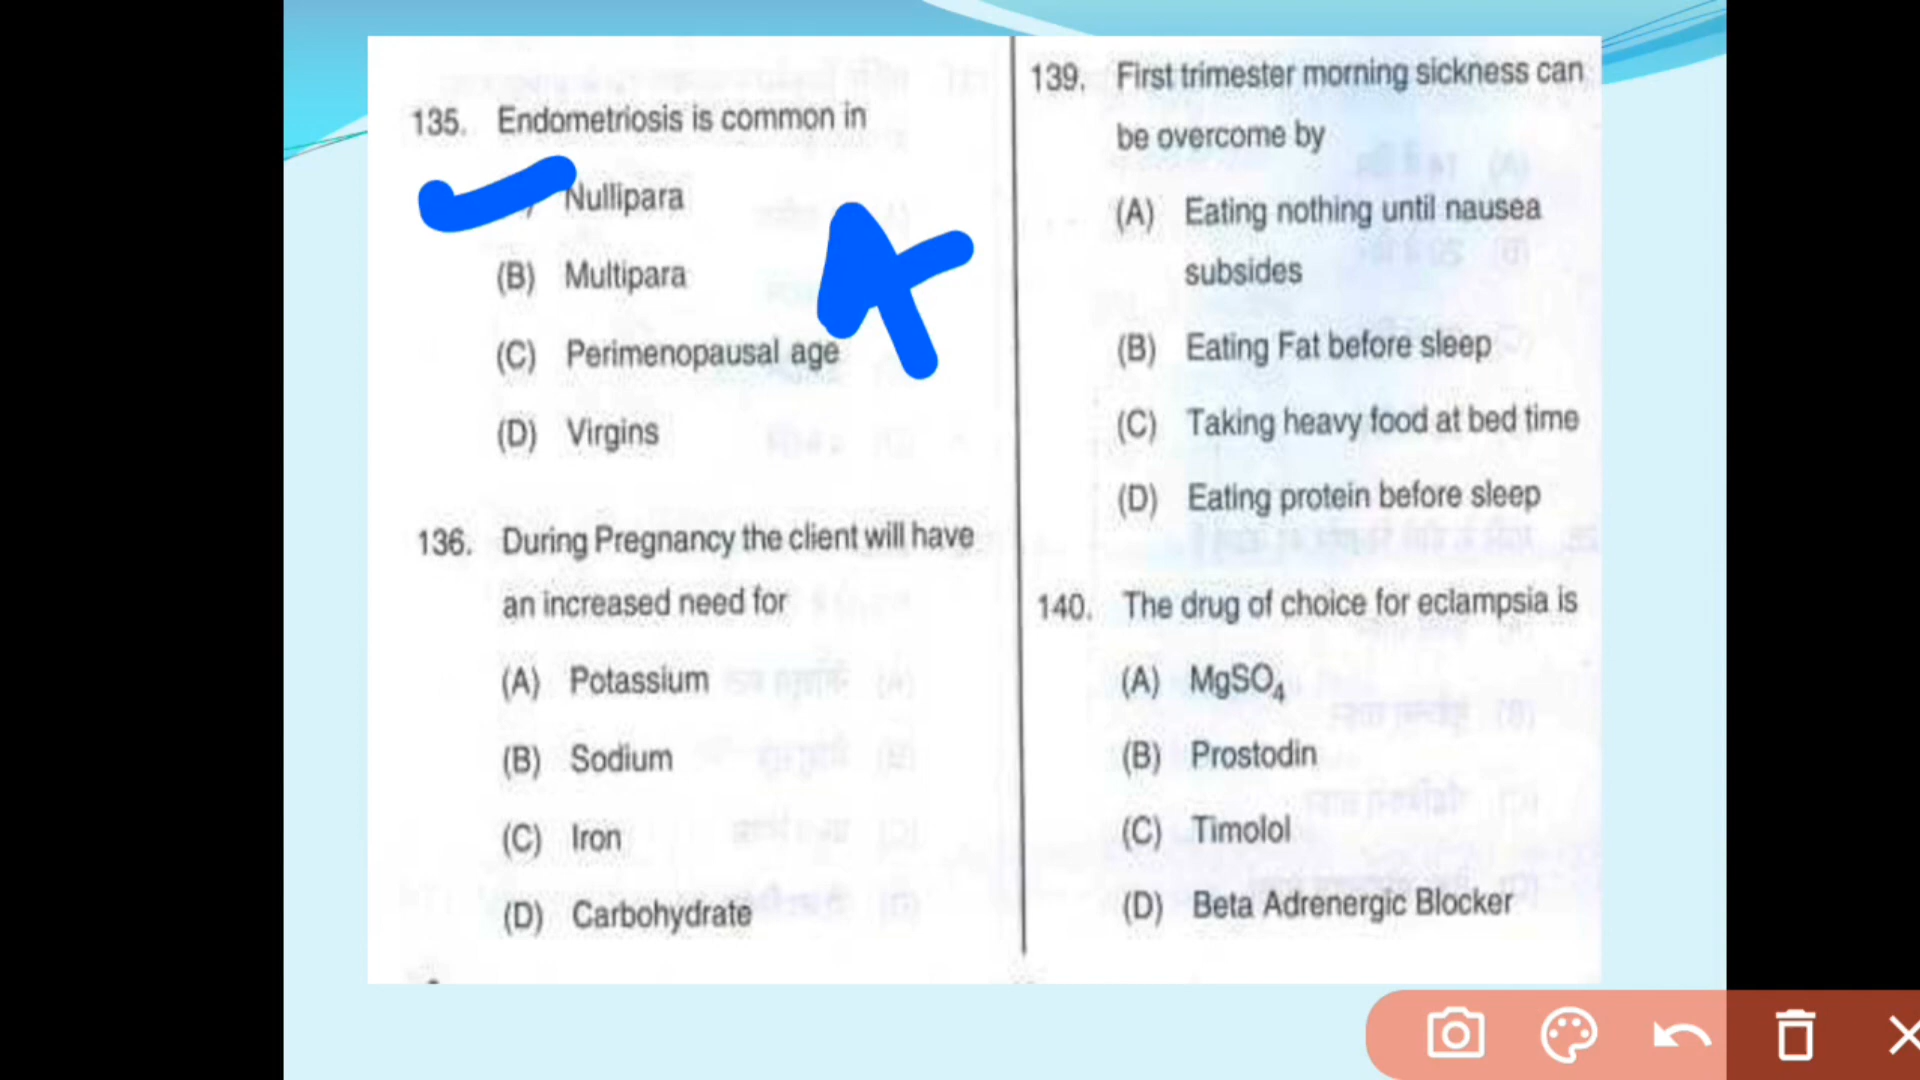 135. Endometriosis is common in
Nullipara
(B) Multipara
(C) Perimenopausal age
(D) Virgins
136. During Pregnancy the client will have
an increased need for
(A) Potassium
(B) Sodium
(C) Iron
(D) Carbohydrate
139. First trimester morning sickness can
be overcome by
(A) Eating nothing until nausea
subsides
(B) Eating Fat before sleep
(C) Taking heavy food at bed time
(D) Eating protein before sleep
140. The drug of choice for eclampsia is
(A) MgSO₄
(B) Prostodin
(C) Timolol
(D) Beta Adrenergic Blocker